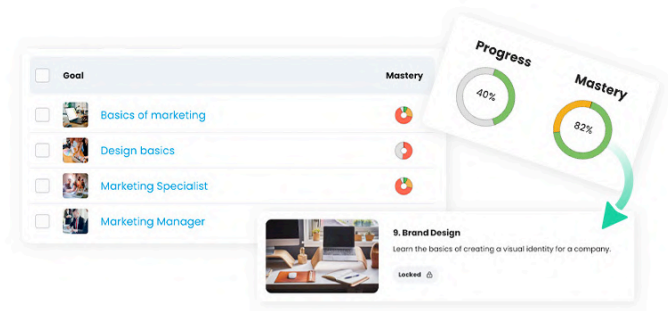 Goal Mastery
Basics of marketing
Design basics
Marketing Specialist
Marketing Manager
Progress
40%
Mastery
82%
9. Brand Design
Learn the basics of creating a visual identity for a company.
Locked